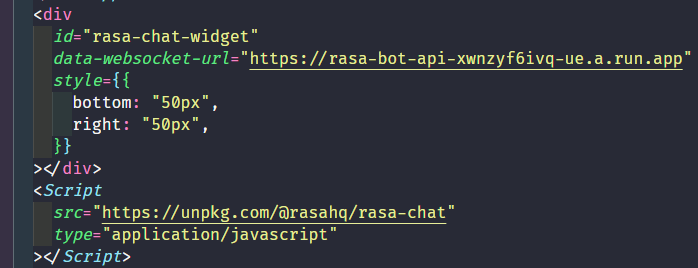 <div
id="rasa-chat-widget"
data-websocket-url="https://rasa-bot-api-xwnzyf6ivq-ue.a.run.app"
style={{
bottom: "50px",
right: "50px",
}}
></div>
<Script
src="https://unpkg.com/@rasahq/rasa-chat"
type="application/javascript"
></Script>